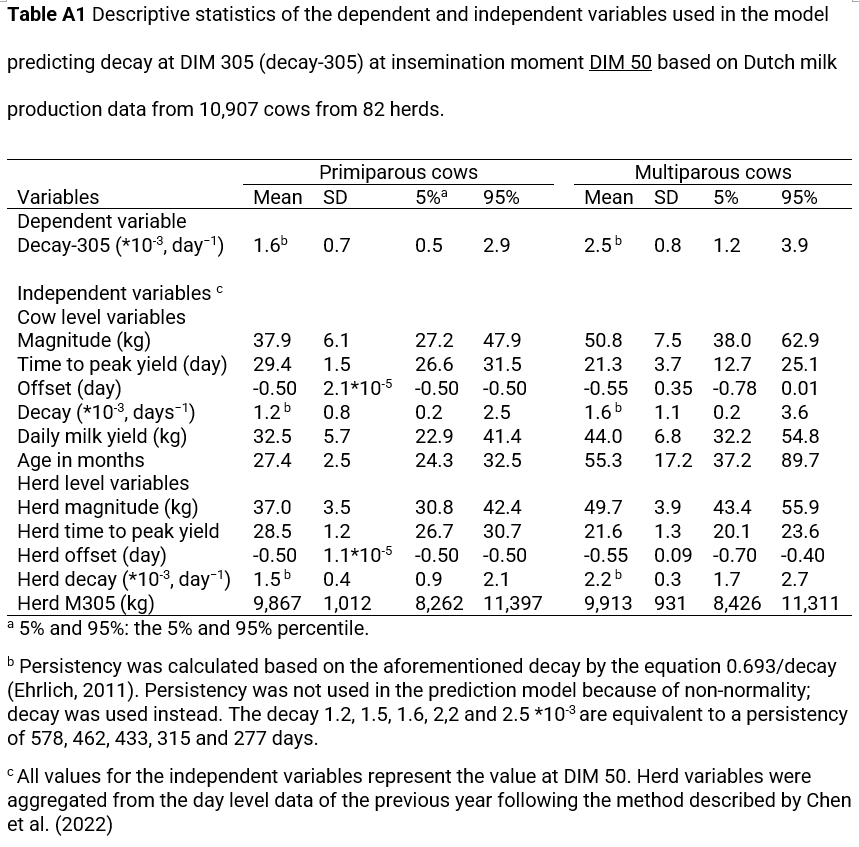 Table A1 Descriptive statistics of the dependent and independent variables used in the model
predicting decay at DIM 305 (decay-305) at insemination moment DIM 50 based on Dutch milk
production data from 10,907 cows from 82 herds.
Primiparous cows Multiparous cows
Variables Mean SD 5%ᵃ 95% Mean SD 5% 95%
Dependent variable
Decay-305 (*10⁻³, day⁻¹) 1.6ᵇ 0.7 0.5 2.9 2.5 ᵇ 0.8 1.2 3.9
Independent variables ᶜ
Cow level variables
Magnitude (kg) 37.9 6.1 27.2 47.9 50.8 7.5 38.0 62.9
Time to peak yield (day) 29.4 1.5 26.6 31.5 21.3 3.7 12.7 25.1
Offset (day) -0.50 2.1*10⁻⁵ -0.50 -0.50 -0.55 0.35 -0.78 0.01
Decay (*10⁻³, days⁻¹) 1.2 ᵇ 0.8 0.2 2.5 1.6 ᵇ 1.1 0.2 3.6
Daily milk yield (kg) 32.5 5.7 22.9 41.4 44.0 6.8 32.2 54.8
Age in months 27.4 2.5 24.3 32.5 55.3 17.2 37.2 89.7
Herd level variables
Herd magnitude (kg) 37.0 3.5 30.8 42.4 49.7 3.9 43.4 55.9
Herd time to peak yield 28.5 1.2 26.7 30.7 21.6 1.3 20.1 23.6
Herd offset (day) -0.50 1.1*10⁻⁵ -0.50 -0.50 -0.55 0.09 -0.70 -0.40
Herd decay (*10⁻³, day⁻¹) 1.5 ᵇ 0.4 0.9 2.1 2.2 ᵇ 0.3 1.7 2.7
Herd M305 (kg) 9,867 1,012 8,262 11,397 9,913 931 8,426 11,311
ᵃ 5% and 95%: the 5% and 95% percentile.
ᵇ Persistency was calculated based on the aforementioned decay by the equation 0.693/decay
(Ehrlich, 2011). Persistency was not used in the prediction model because of non-normality;
decay was used instead. The decay 1.2, 1.5, 1.6, 2,2 and 2.5 *10⁻³ are equivalent to a persistency
of 578, 462, 433, 315 and 277 days.
ᶜ All values for the independent variables represent the value at DIM 50. Herd variables were
aggregated from the day level data of the previous year following the method described by Chen
et al. (2022)